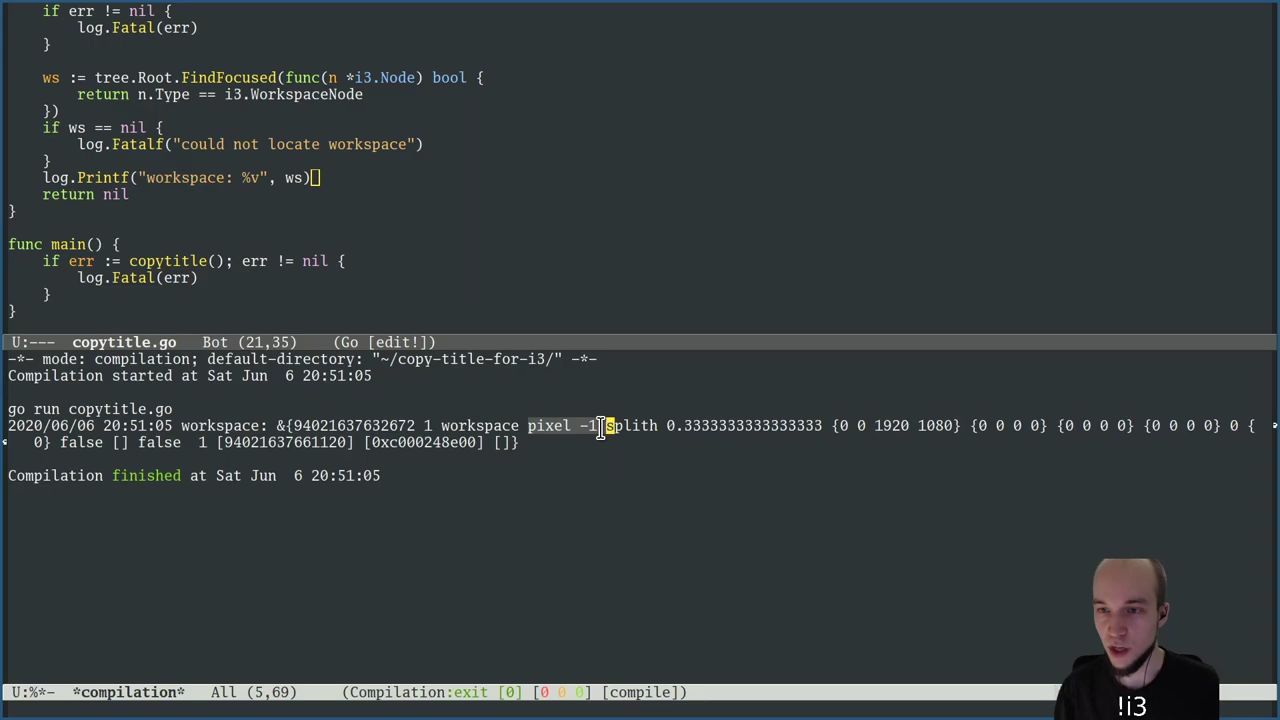 if err != nil {
log.Fatal(err)
}
ws := tree.Root.FindFocused(func(n *i3.Node) bool {
return n.Type == i3.WorkspaceNode
})
if ws == nil {
log.Fatalf("could not locate workspace")
}
log.Printf("workspace: %v", ws)
return nil
}
func main() {
if err := copytitle(); err != nil {
log.Fatal(err)
}
}
U:--- copytitle.go Bot (21,35) (Go [edit!])
-*- mode: compilation; default-directory: "~/copy-title-for-i3/" -*-
Compilation started at Sat Jun 6 20:51:05
go run copytitle.go
2020/06/06 20:51:05 workspace: &{94021637632672 1 workspace pixel -1 splith 0.3333333333333333 {0 0 1920 1080} {0 0 0 0} {0 0 0 0} {0 0 0 0} 0 {
0} false [] false 1 [94021637661120] [0xc000248e00] []}
Compilation finished at Sat Jun 6 20:51:05
U:%*- *compilation* All (5,69) (Compilation:exit [0] [0 0 0] [compile])
!i3